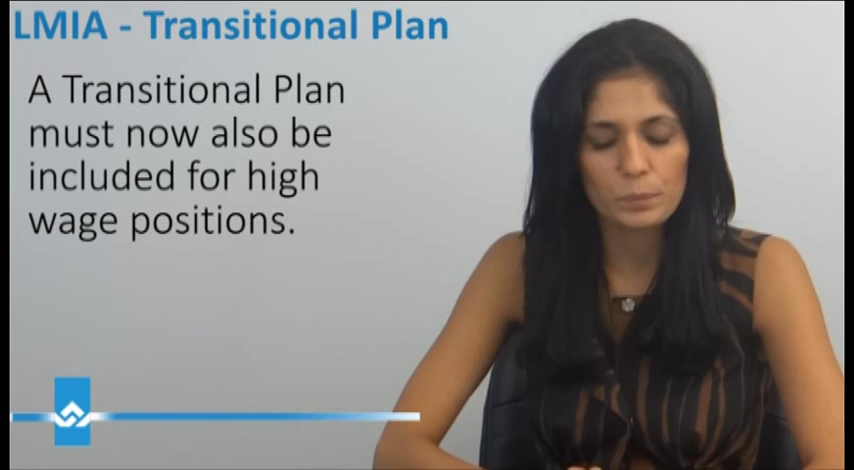 LMIA - Transitional Plan
A Transitional Plan
must now also be
included for high
wage positions.